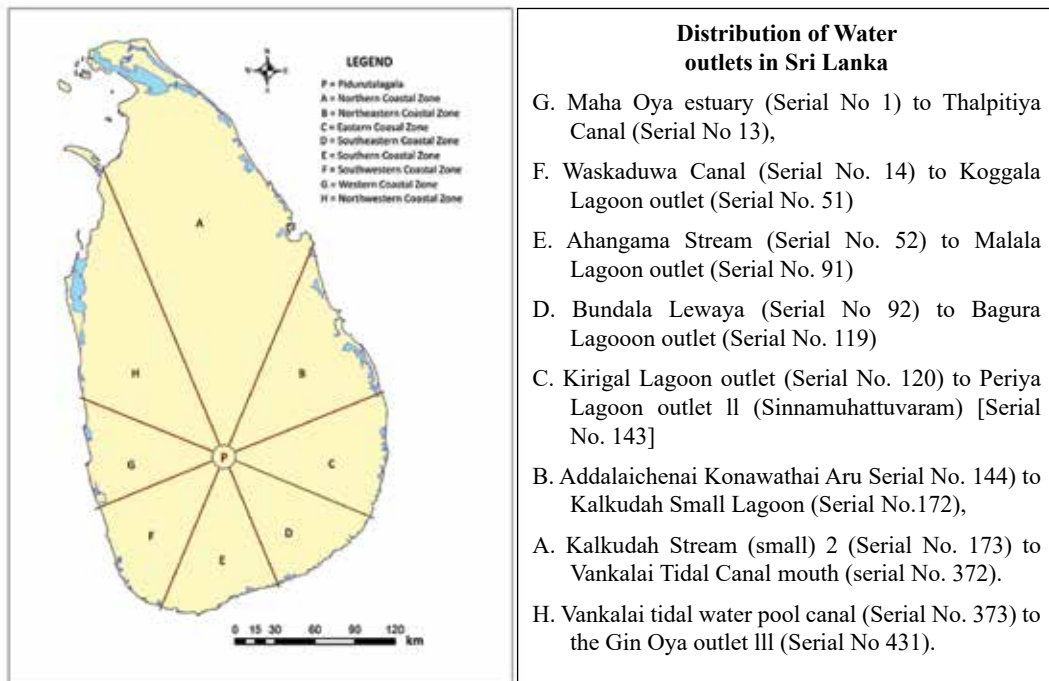 N
W
E
S
LEGEND
P = Pidurutalagala
A = Northern Coastal Zone
B = Northeastern Coastal Zone
C = Eastern Coasal Zone
D = Southeastern Coastal Zone
E = Southern Coastal Zone
F = Southwestern Coastal Zone
G = Western Coastal Zone
H = Northwestern Coastal Zone
A
H
B
P
G
C
F
D
E
0 15 30 60 90 120
km
Distribution of Water
outlets in Sri Lanka
G. Maha Oya estuary (Serial No 1) to Thalpitiya
Canal (Serial No 13),
F. Waskaduwa Canal (Serial No. 14) to Koggala
Lagoon outlet (Serial No. 51)
E. Ahangama Stream (Serial No. 52) to Malala
Lagoon outlet (Serial No. 91)
D. Bundala Lewaya (Serial No 92) to Bagura
Lagooon outlet (Serial No. 119)
C. Kirigal Lagoon outlet (Serial No. 120) to Periya
Lagoon outlet ll (Sinnamuhattuvaram) [Serial
No. 143]
B. Addalaichenai Konawathai Aru Serial No. 144) to
Kalkudah Small Lagoon (Serial No.172),
A. Kalkudah Stream (small) 2 (Serial No. 173) to
Vankalai Tidal Canal mouth (serial No. 372).
H. Vankalai tidal water pool canal (Serial No. 373) to
the Gin Oya outlet lll (Serial No 431).